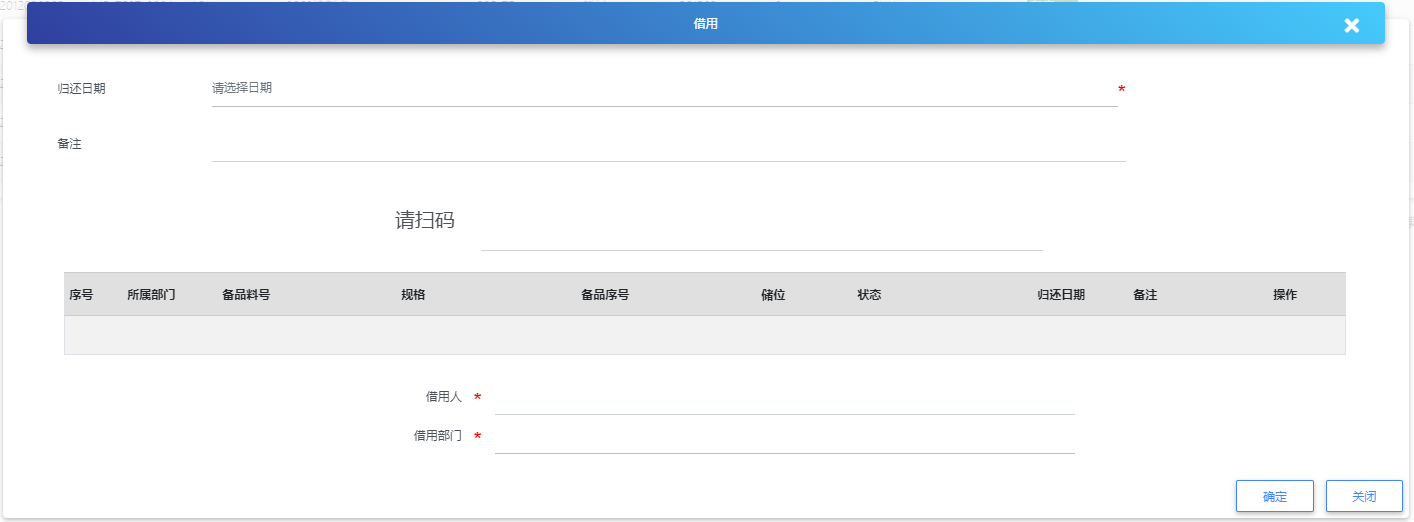 借用
归还日期 请选择日期 *
备注
请扫码
序号 所属部门 备品料号 规格 备品序号 储位 状态 归还日期 备注 操作
借用人 *
借用部门 *
确定 关闭